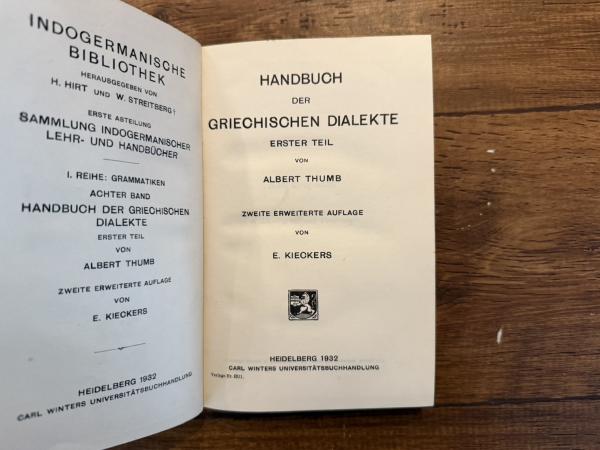 INDOGERMANISCHE
BIBLIOTHEK
HERAUSGEGEBEN VON
H. HIRT UND W. STREITBERG †
ERSTE ABTEILUNG
SAMMLUNG INDOGERMANISCHER
LEHR- UND HANDBÜCHER
I. REIHE: GRAMMATIKEN
ACHTER BAND
HANDBUCH DER GRIECHISCHEN
DIALEKTE
ERSTER TEIL
VON
ALBERT THUMB
ZWEITE ERWEITERTE AUFLAGE
VON
E. KIECKERS
HEIDELBERG 1932
CARL WINTERS UNIVERSITÄTSBUCHHANDLUNG
HANDBUCH
DER
GRIECHISCHEN DIALEKTE
ERSTER TEIL
VON
ALBERT THUMB
ZWEITE ERWEITERTE AUFLAGE
VON
E. KIECKERS
HEIDELBERG 1932
CARL WINTERS UNIVERSITÄTSBUCHHANDLUNG
Verlags-Nr.